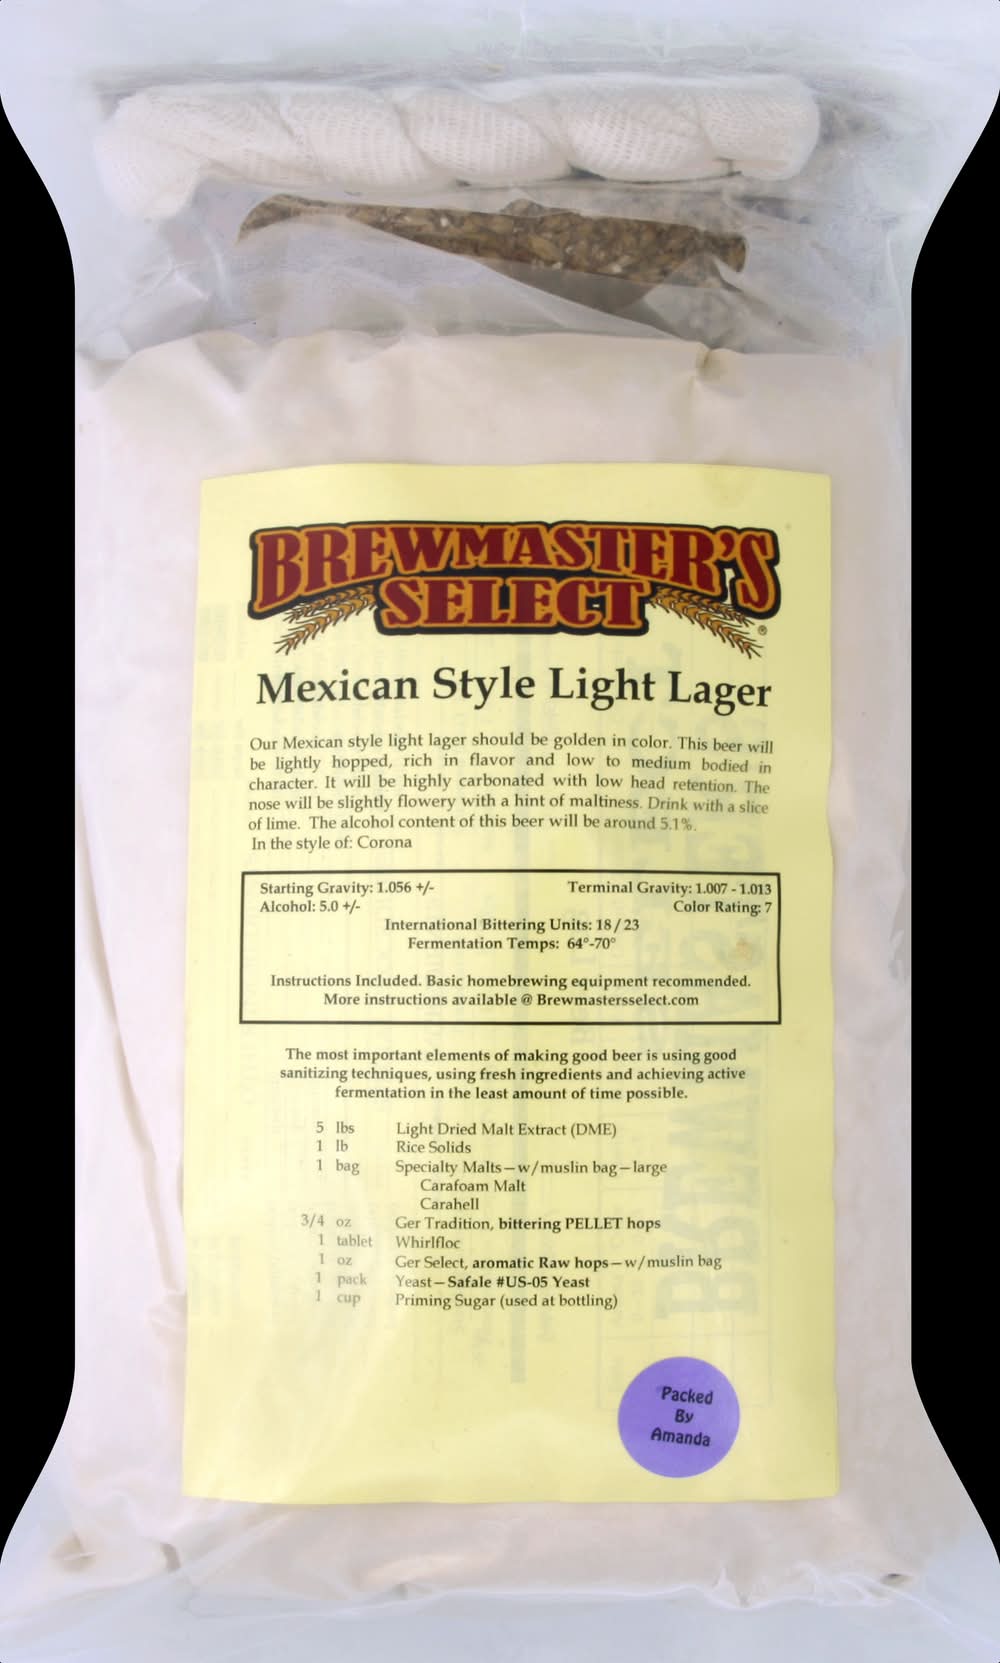 BREWMASTER'S
SELECT
®
Mexican Style Light Lager
Our Mexican style light lager should be golden in color. This beer will
be lightly hopped, rich in flavor and low to medium bodied in
character. It will be highly carbonated with low head retention. The
nose will be slightly flowery with a hint of maltiness. Drink with a slice
of lime. The alcohol content of this beer will be around 5.1%.
In the style of: Corona
Starting Gravity: 1.056 +/- Terminal Gravity: 1.007 - 1.013
Alcohol: 5.0 +/- Color Rating: 7
International Bittering Units: 18 / 23
Fermentation Temps: 64°-70°
Instructions Included. Basic homebrewing equipment recommended.
More instructions available @ Brewmastersselect.com
The most important elements of making good beer is using good
sanitizing techniques, using fresh ingredients and achieving active
fermentation in the least amount of time possible.
5 lbs Light Dried Malt Extract (DME)
1 lb Rice Solids
1 bag Specialty Malts—w/muslin bag—large
Carafoam Malt
Carahell
3/4 oz Ger Tradition, bittering PELLET hops
1 tablet Whirlfloc
1 oz Ger Select, aromatic Raw hops—w/muslin bag
1 pack Yeast—Safale #US-05 Yeast
1 cup Priming Sugar (used at bottling)
Packed
By
Amanda